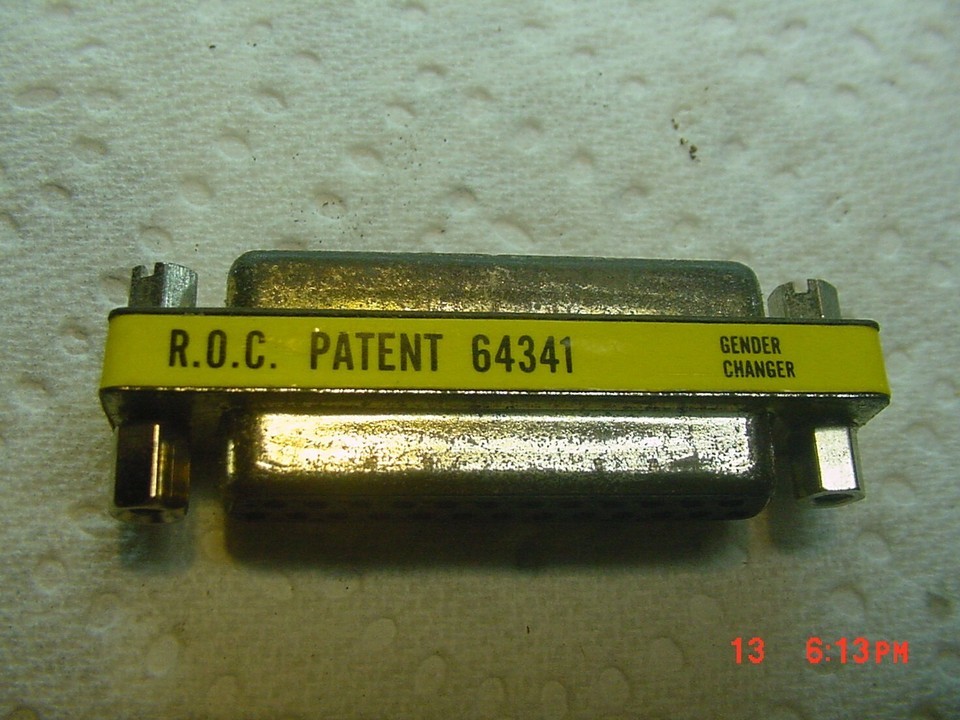 R.O.C. PATENT 64341
GENDER
CHANGER
13 6:13PM